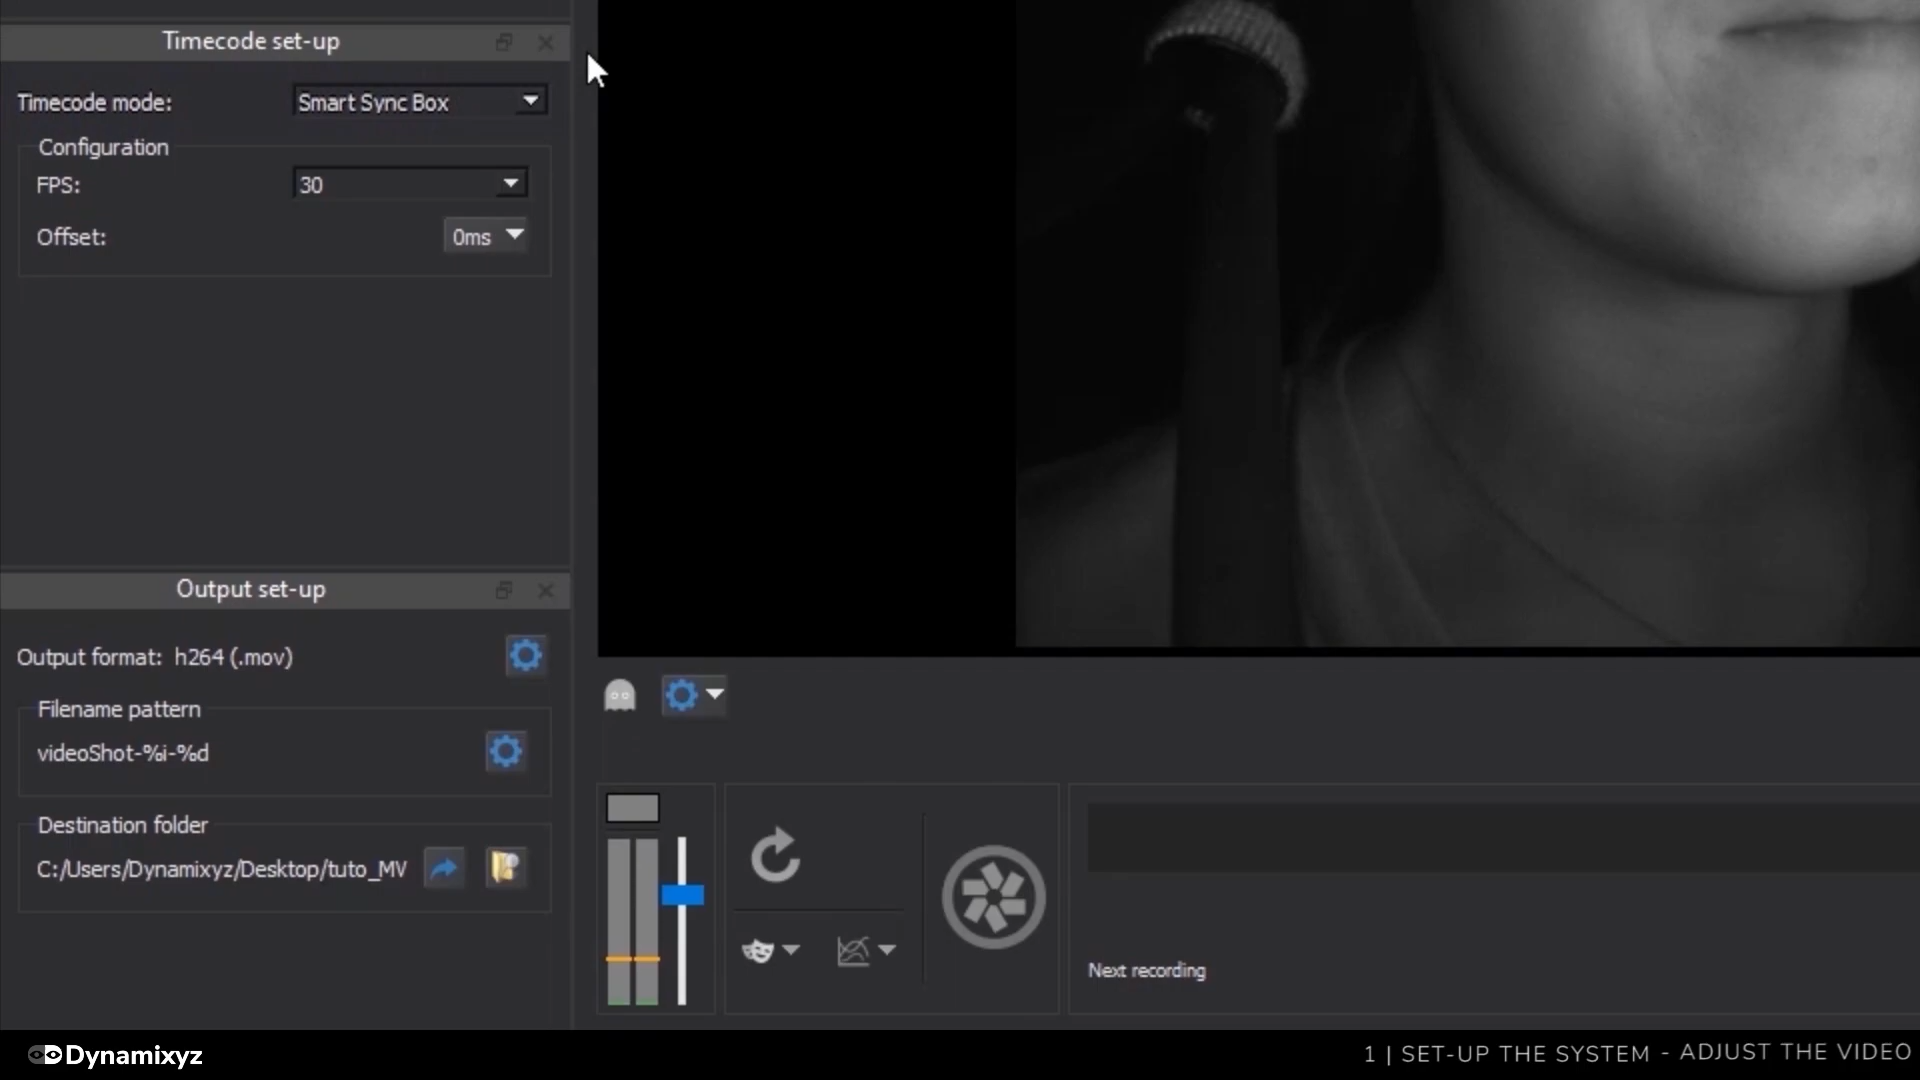 Timecode set-up
Timecode mode: Smart Sync Box
Configuration
FPS: 30
Offset: 0ms
Output set-up
Output format: h264 (.mov)
Filename pattern
videoShot-%i-%d
Destination folder
C:/Users/Dynamixyz/Desktop/tuto_MV
Next recording
Dynamixyz
1 | SET-UP THE SYSTEM - ADJUST THE VIDEO